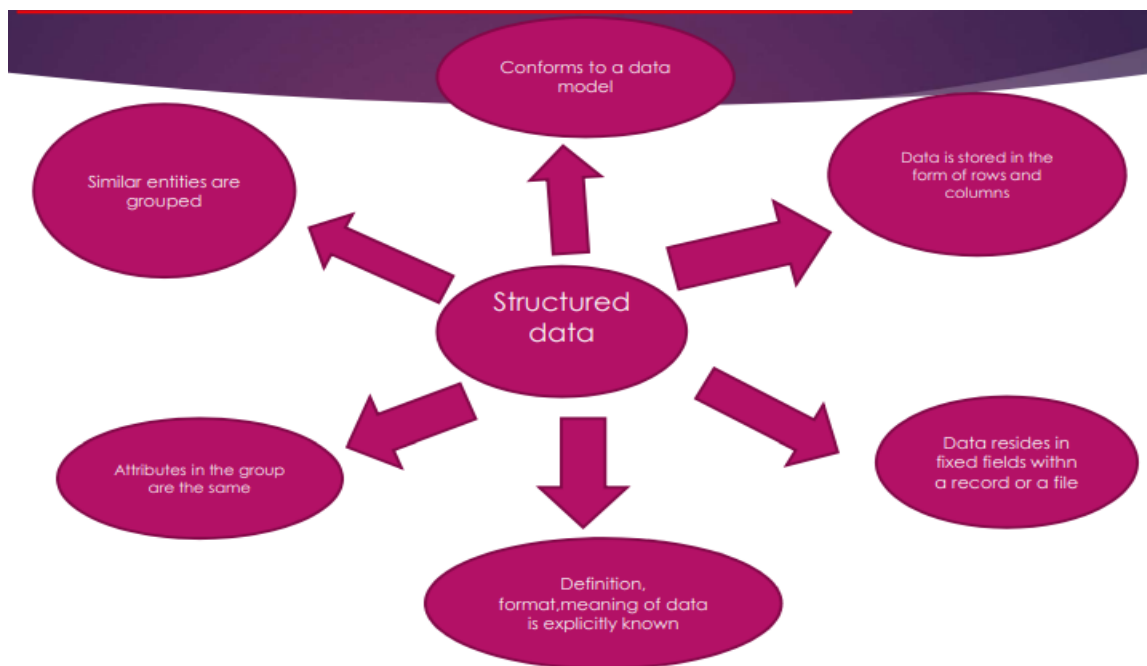 Conforms to a data
model
Similar entities are
grouped
Data is stored in the
form of rows and
columns
Structured
data
Attributes in the group
are the same
Data resides in
fixed fields withn
a record or a file
Definition,
format,meaning of data
is explicitly known